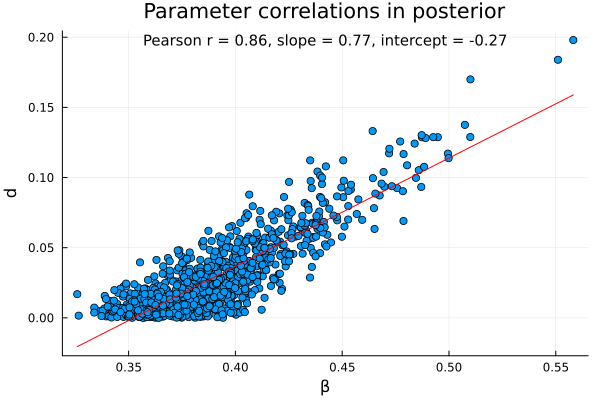 Parameter correlations in posterior
Pearson r = 0.86, slope = 0.77, intercept = -0.27
0.20
0.15
0.10
0.05
0.00
d
0.35 0.40 0.45 0.50 0.55
β